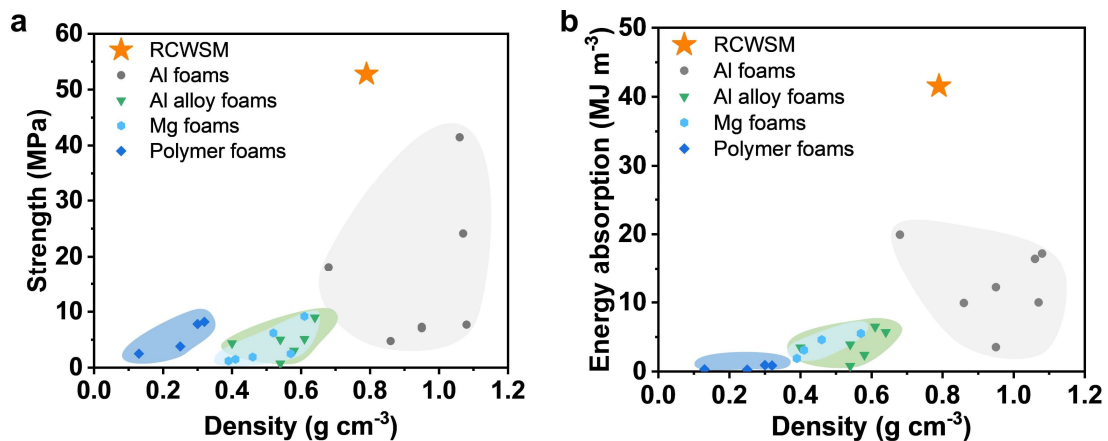 a
60
50
40
30
20
10
0
Strength (MPa)
RCWSM
Al foams
Al alloy foams
Mg foams
Polymer foams
0.0 0.2 0.4 0.6 0.8 1.0 1.2
Density (g cm⁻³)
b
50
40
30
20
10
0
Energy absorption (MJ m⁻³)
RCWSM
Al foams
Al alloy foams
Mg foams
Polymer foams
0.0 0.2 0.4 0.6 0.8 1.0 1.2
Density (g cm⁻³)